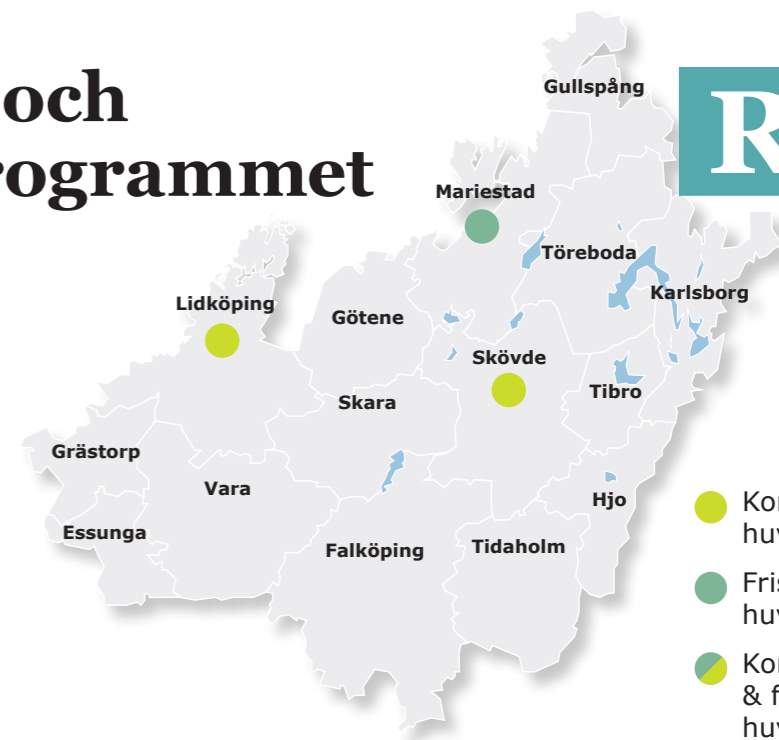 och
rogrammet
R
Gullspång
Mariestad
Töreboda
Karlsborg
Lidköping
Götene
Skövde
Tibro
Skara
Grästorp
Vara
Hjo
Essunga
Falköping
Tidaholm
Kor
huv
Fris
huv
Kor
& f
huv